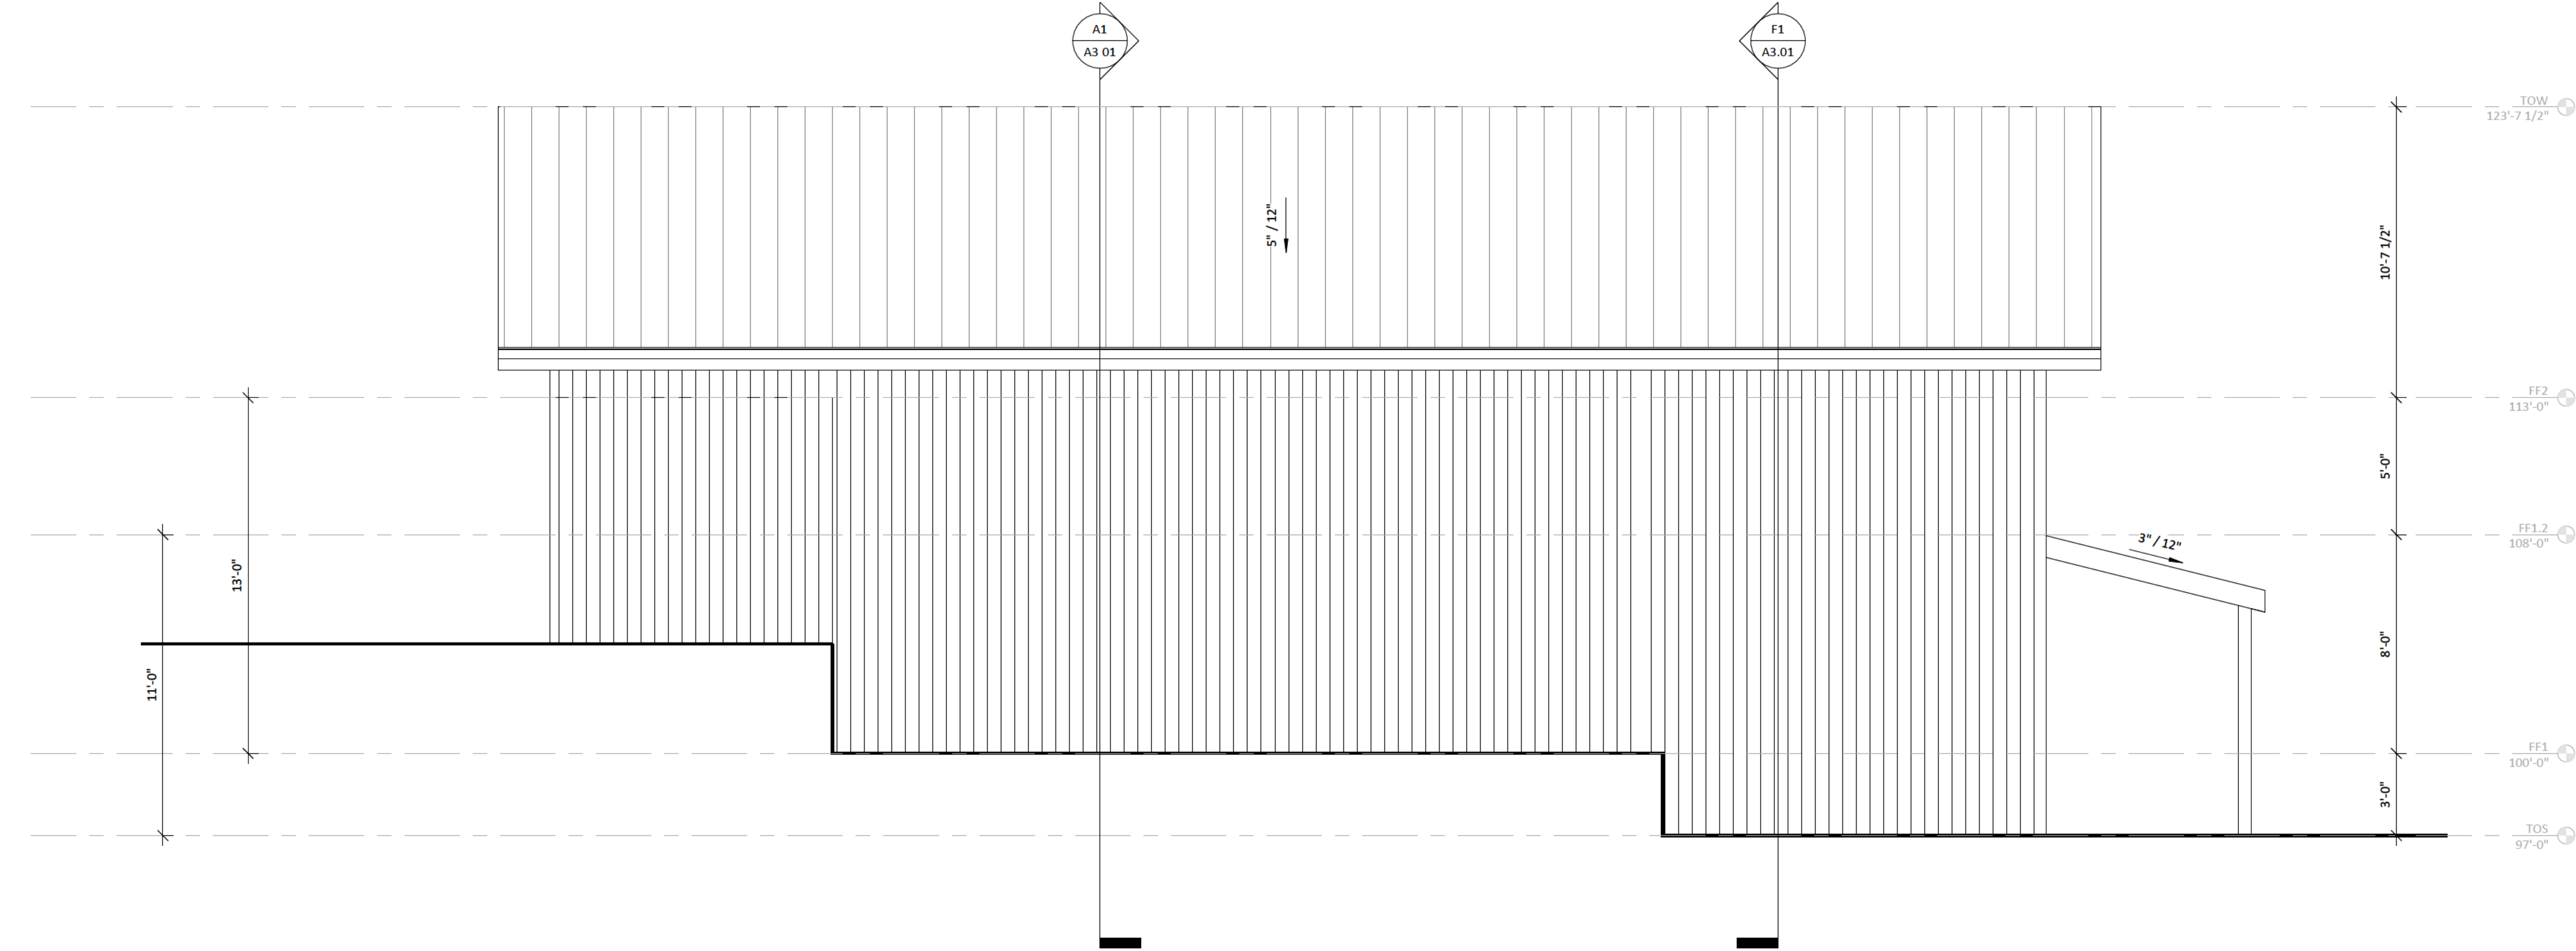 A1
A3 01
F1
A3.01
TOW
123'-7 1/2"
5" / 12"
10'-7 1/2"
FF2
113'-0"
5'-0"
FF1.2
108'-0"
3" / 12"
13'-0"
11'-0"
8'-0"
FF1
100'-0"
3'-0"
TOS
97'-0"